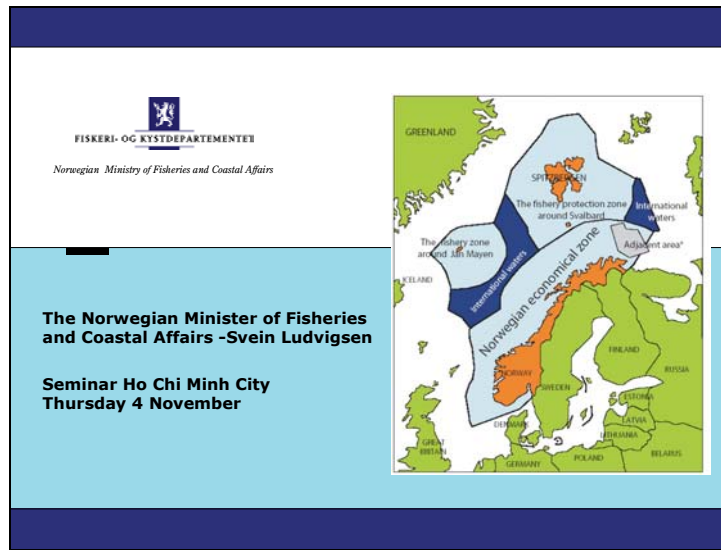 FISKERI- OG KYSTDEPARTEMENTET
Norwegian Ministry of Fisheries and Coastal Affairs
The Norwegian Minister of Fisheries
and Coastal Affairs -Svein Ludvigsen
Seminar Ho Chi Minh City
Thursday 4 November
GREENLAND
SPITZBERGEN
The fishery protection zone
around Svalbard
International
waters
The fishery zone
around Jan Mayen
Adjacent area*
ICELAND
International waters
Norwegian economical zone
NORWAY
SWEDEN
FINLAND
RUSSIA
ESTONIA
LATVIA
LITHUANIA
DENMARK
GREAT
BRITAIN
GERMANY
POLAND
BELARUS